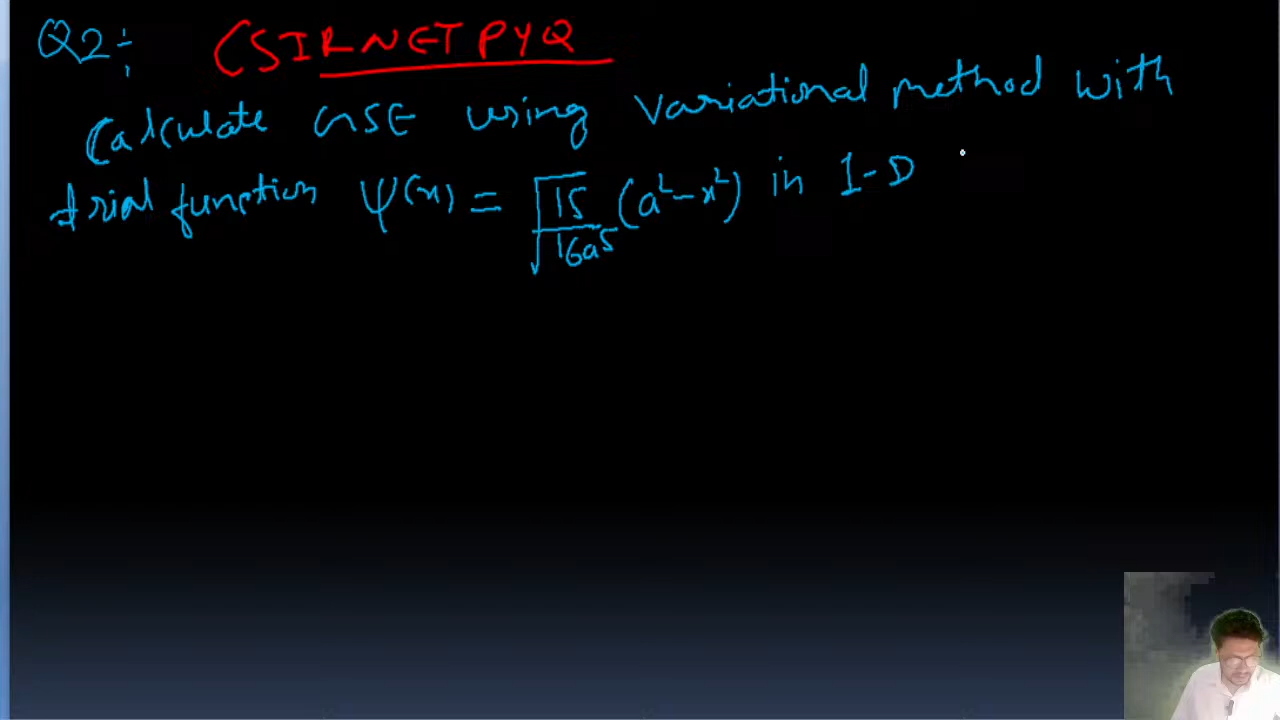 Q2:
CSIR NET PYQ
Calculate GSE using Variational method with
trial function ψ(x) = √15/16a5 (a²-x²) in 1-D